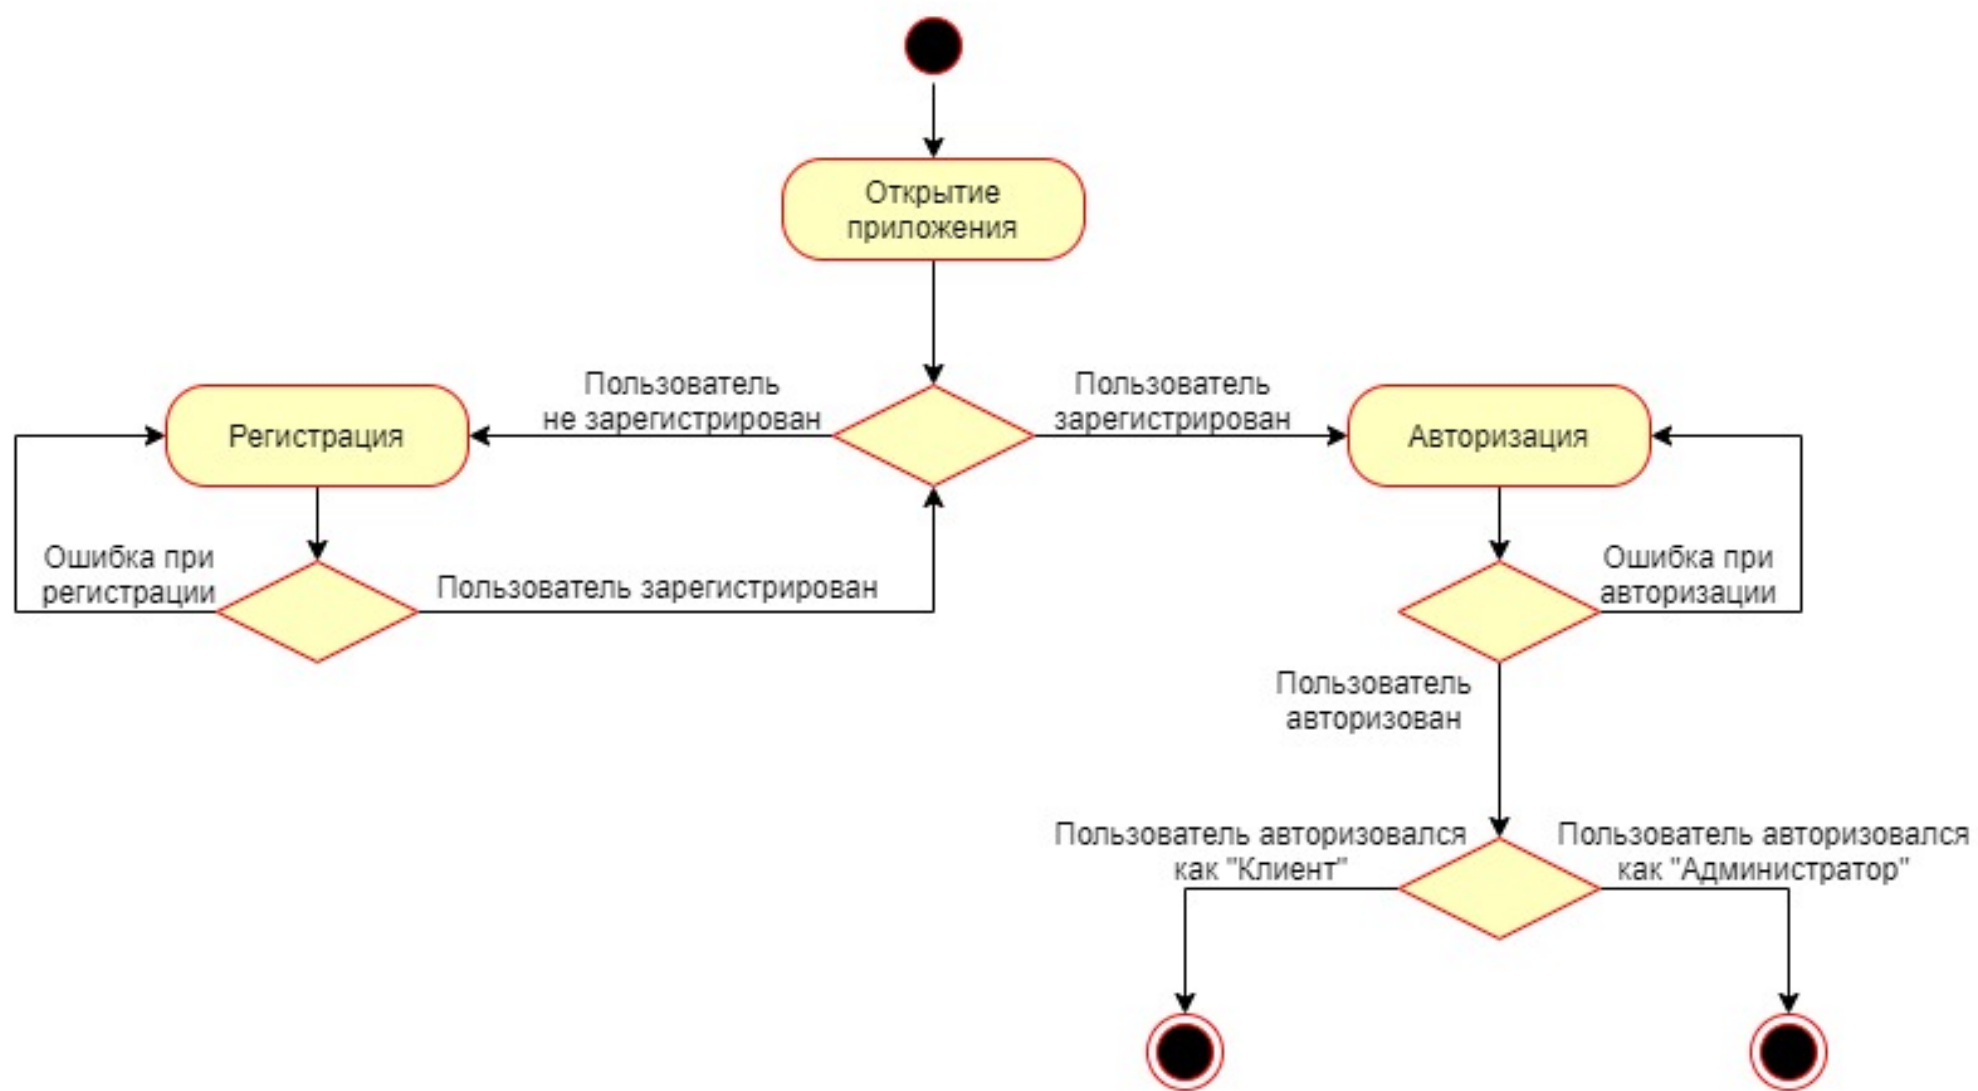 Открытие
приложения
Пользователь
не зарегистрирован
Пользователь
зарегистрирован
Регистрация
Авторизация
Ошибка при
регистрации
Пользователь зарегистрирован
Ошибка при
авторизации
Пользователь
авторизован
Пользователь авторизовался
как "Клиент"
Пользователь авторизовался
как "Администратор"